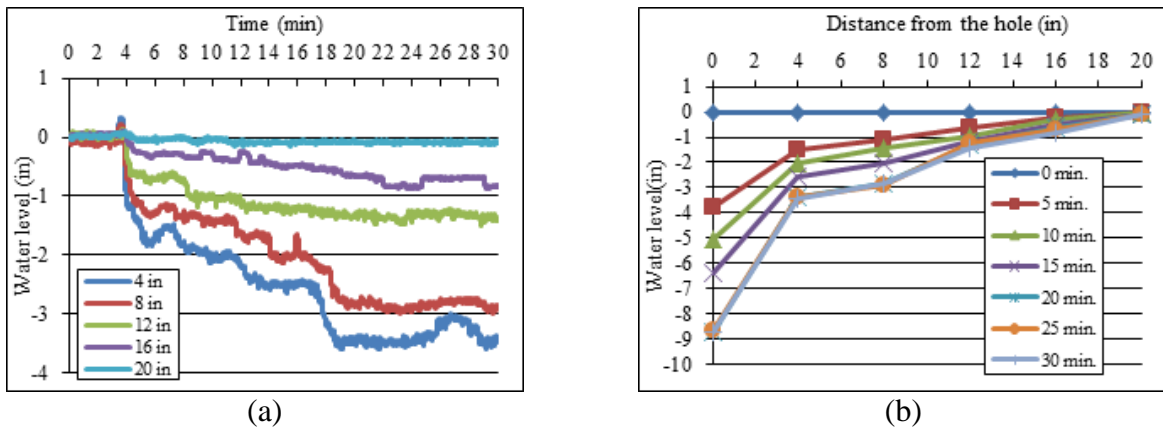 Time (min)
0 2 4 6 8 10 12 14 16 18 20 22 24 26 28 30
1
0
-1
-2
-3
-4
Water level (in)
4 in
8 in
12 in
16 in
20 in
(a)
Distance from the hole (in)
0 2 4 6 8 10 12 14 16 18 20
1
0
-1
-2
-3
-4
-5
-6
-7
-8
-9
-10
Water level(in)
0 min.
5 min.
10 min.
15 min.
20 min.
25 min.
30 min.
(b)